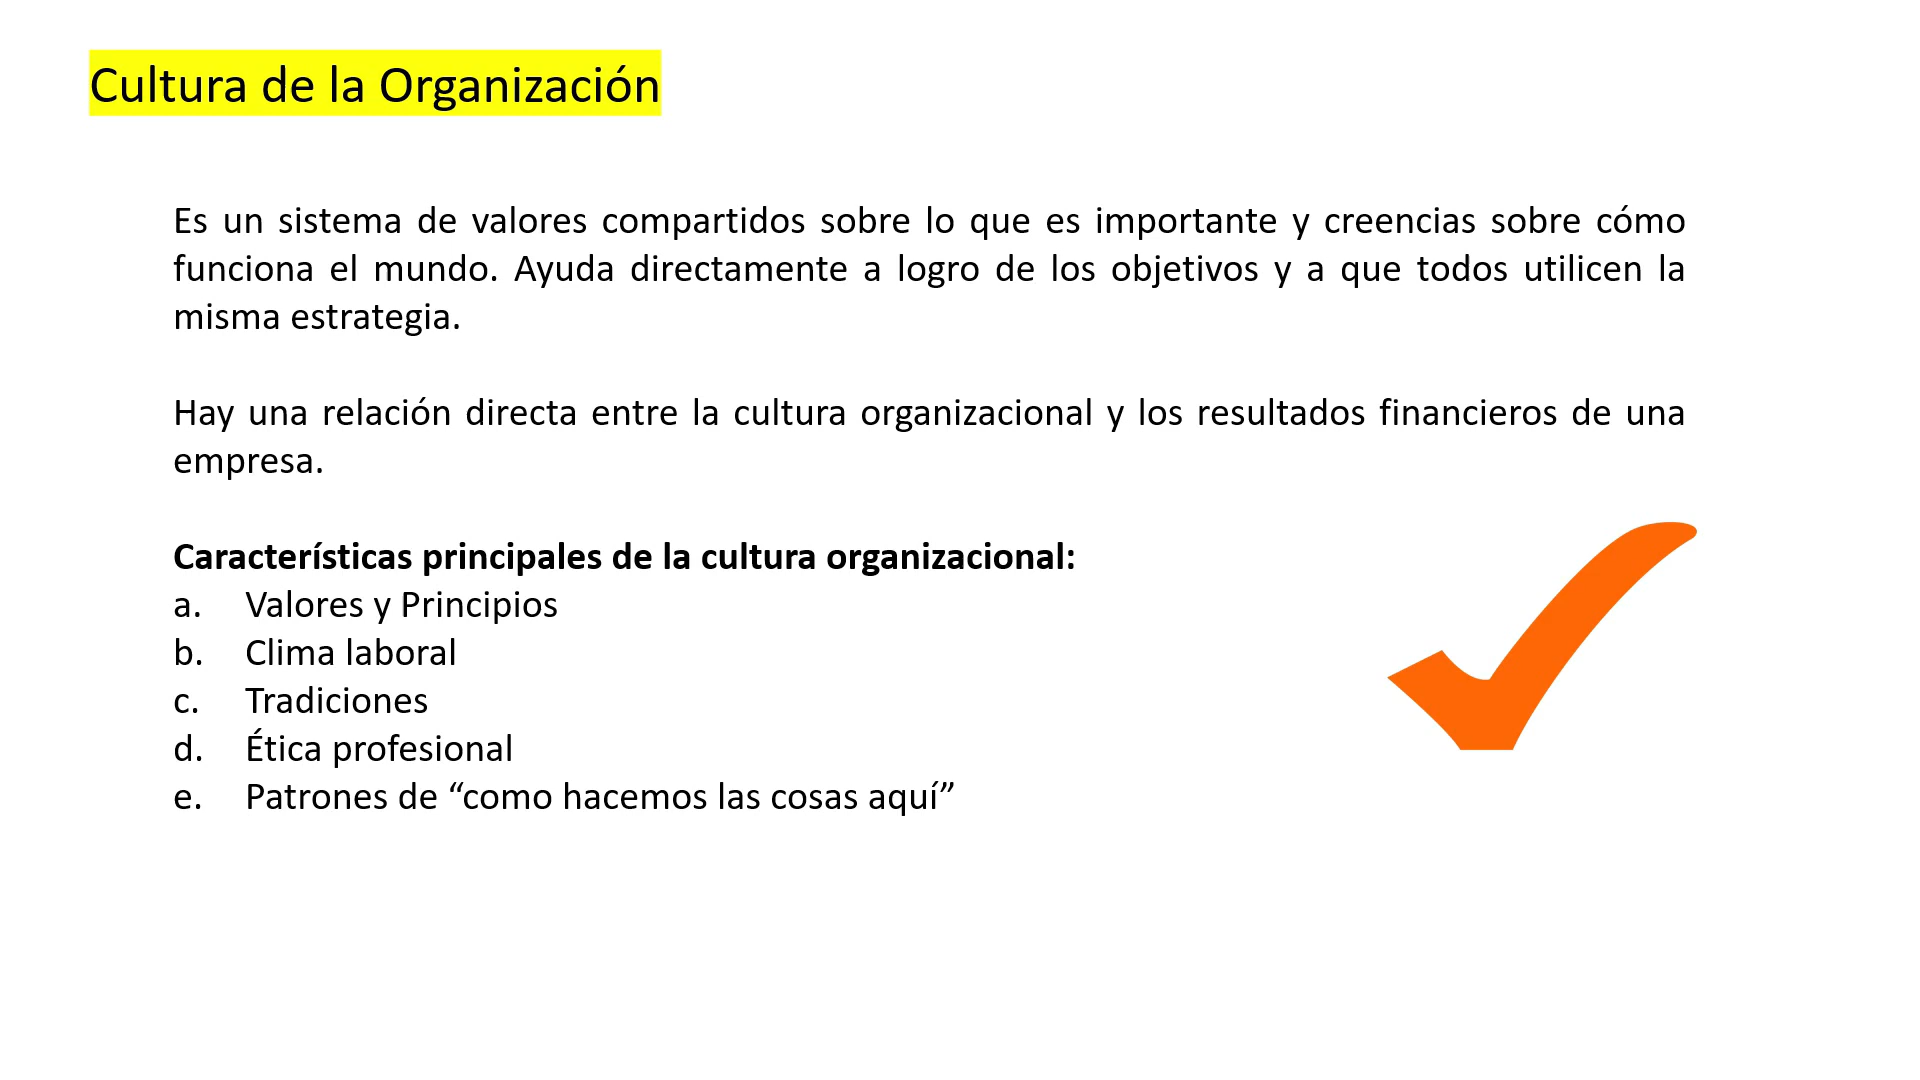 Cultura de la Organización
Es un sistema de valores compartidos sobre lo que es importante y creencias sobre cómo
funciona el mundo. Ayuda directamente a logro de los objetivos y a que todos utilicen la
misma estrategia.
Hay una relación directa entre la cultura organizacional y los resultados financieros de una
empresa.
Características principales de la cultura organizacional:
a. Valores y Principios
b. Clima laboral
c. Tradiciones
d. Ética profesional
e. Patrones de “como hacemos las cosas aquí”